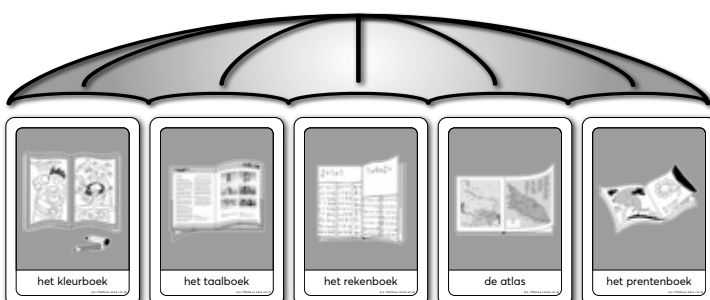 het kleurboek
het taalboek
het rekenboek
de atlas
het prentenboek